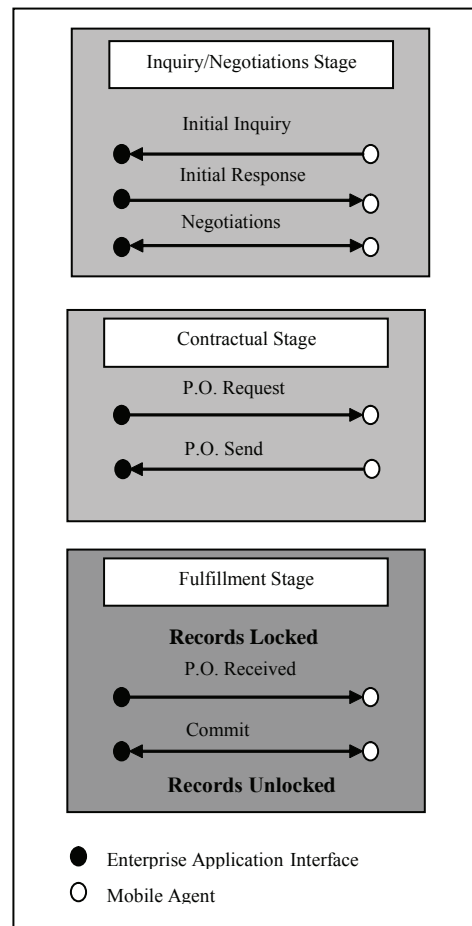 Inquiry/Negotiations Stage
Initial Inquiry
Initial Response
Negotiations
Contractual Stage
P.O. Request
P.O. Send
Fulfillment Stage
Records Locked
P.O. Received
Commit
Records Unlocked
Enterprise Application Interface
Mobile Agent